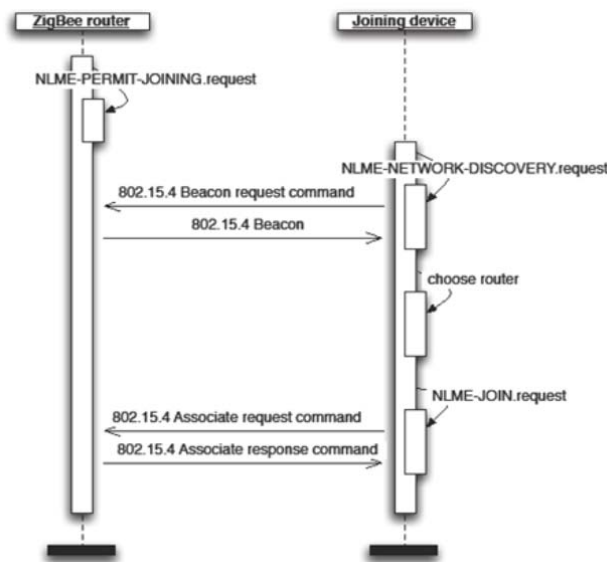 ZigBee router
Joining device
NLME-PERMIT-JOINING.request
NLME-NETWORK-DISCOVERY.request
802.15.4 Beacon request command
802.15.4 Beacon
choose router
NLME-JOIN.request
802.15.4 Associate request command
802.15.4 Associate response command